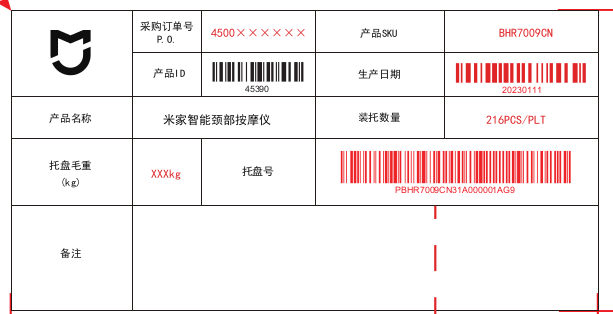 采购订单号
P.O.
4500××××××
产品SKU
BHR7009CN
产品ID
45390
生产日期
20230111
产品名称
米家智能颈部按摩仪
装托数量
216PCS/PLT
托盘毛重
(kg)
XXXkg
托盘号
PBHR7009CN31A000001AG9
备注